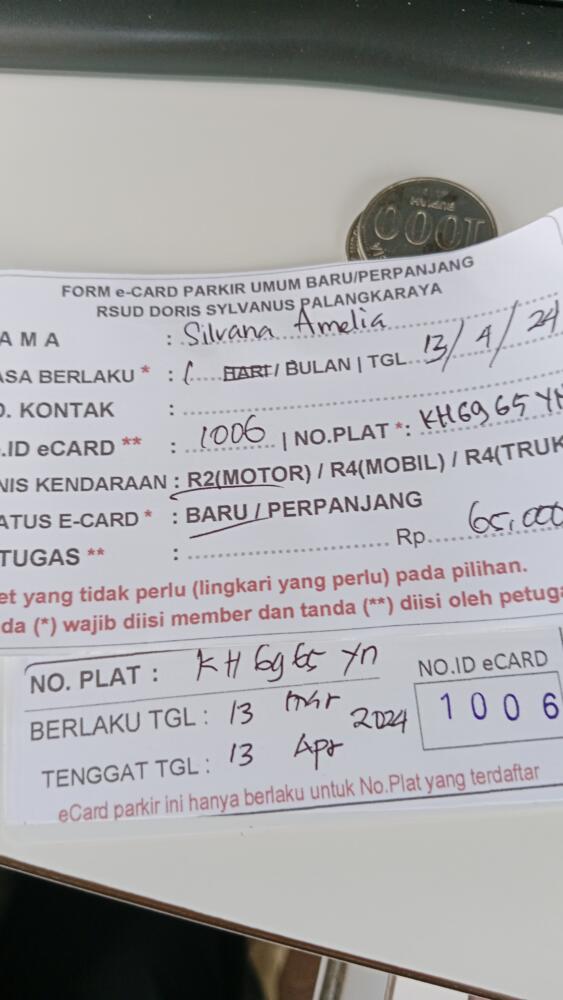 1000
FORM e-CARD PARKIR UMUM BARU/PERPANJANG
RSUD DORIS SYLVANUS PALANGKARAYA
AMA : Silvana Amelia
ASA BERLAKU * : 1 HARI / BULAN | TGL 13/4/24
O. KONTAK :
.ID eCARD ** : 1006 | NO.PLAT *: KH6965YN
NIS KENDARAAN : R2(MOTOR) / R4(MOBIL) / R4(TRUK
ATUS E-CARD * : BARU / PERPANJANG
TUGAS ** : Rp 65.000
et yang tidak perlu (lingkari yang perlu) pada pilihan.
da (*) wajib diisi member dan tanda (**) diisi oleh petuga
NO. PLAT : KH 6965 YN
NO.ID eCARD
1006
BERLAKU TGL : 13 Mar 2024
TENGGAT TGL : 13 Apr
eCard parkir ini hanya berlaku untuk No.Plat yang terdaftar